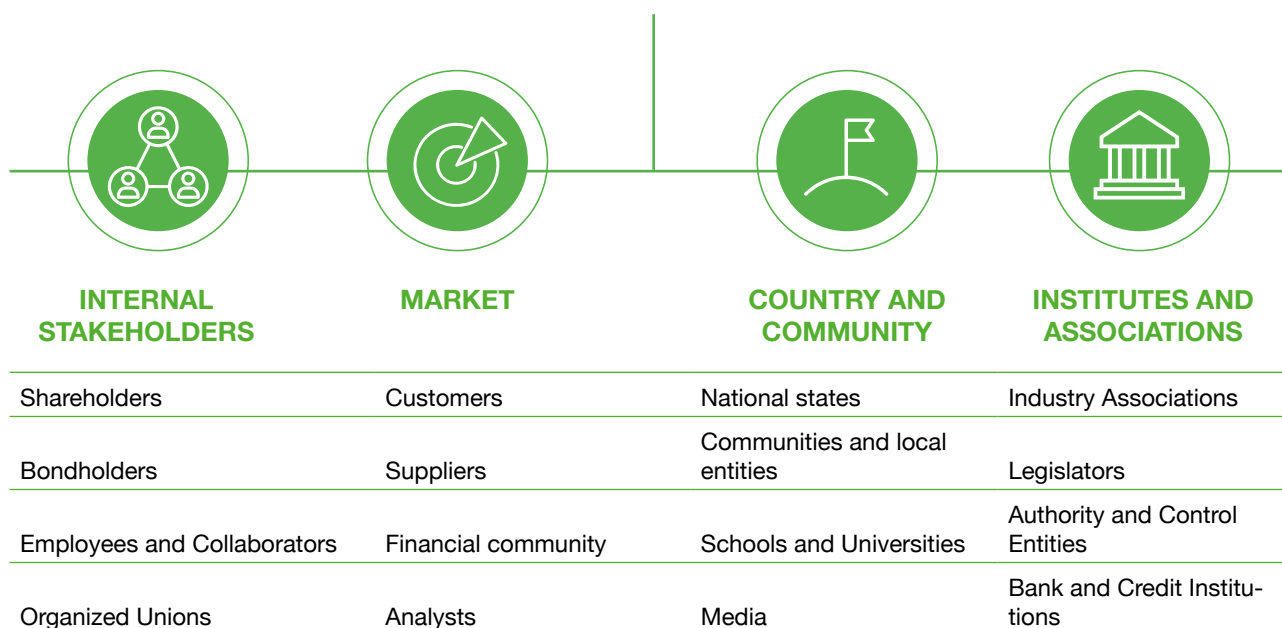 INTERNAL
STAKEHOLDERS
MARKET
COUNTRY AND
COMMUNITY
INSTITUTES AND
ASSOCIATIONS
Shareholders
Customers
National states
Industry Associations
Bondholders
Suppliers
Communities and local
entities
Legislators
Employees and Collaborators
Financial community
Schools and Universities
Authority and Control
Entities
Organized Unions
Analysts
Media
Bank and Credit Institu-
tions